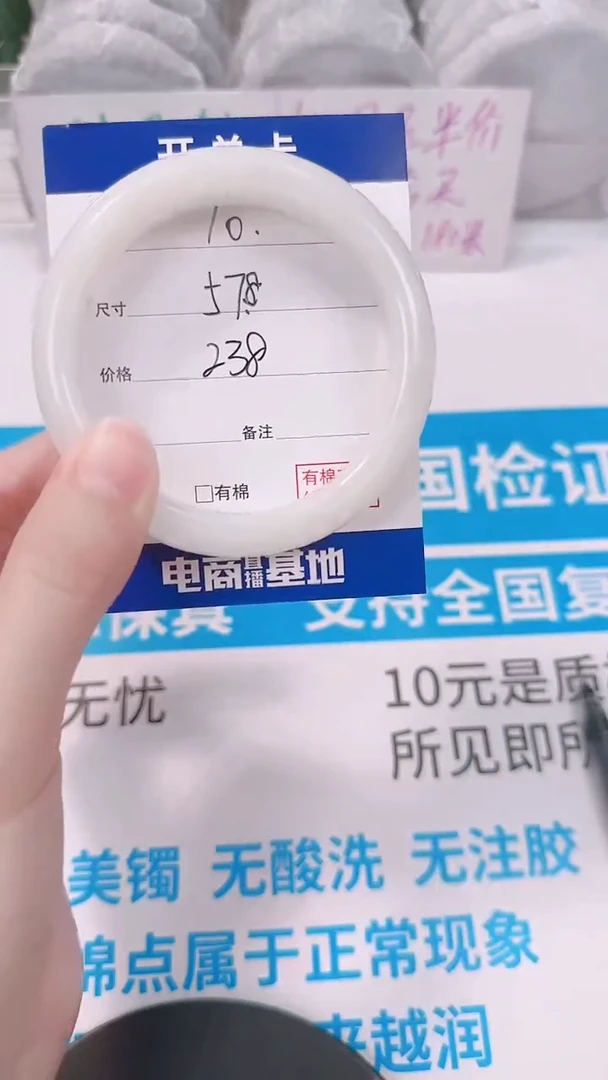 半价
开单卡
10.
尺寸 57.8
价格 238
备注
□有棉
有棉
电商直播基地
国检证
保真 支持全国复
无忧
10元是质
所见即所
美镯 无酸洗 无注胶
棉点属于正常现象
来越润